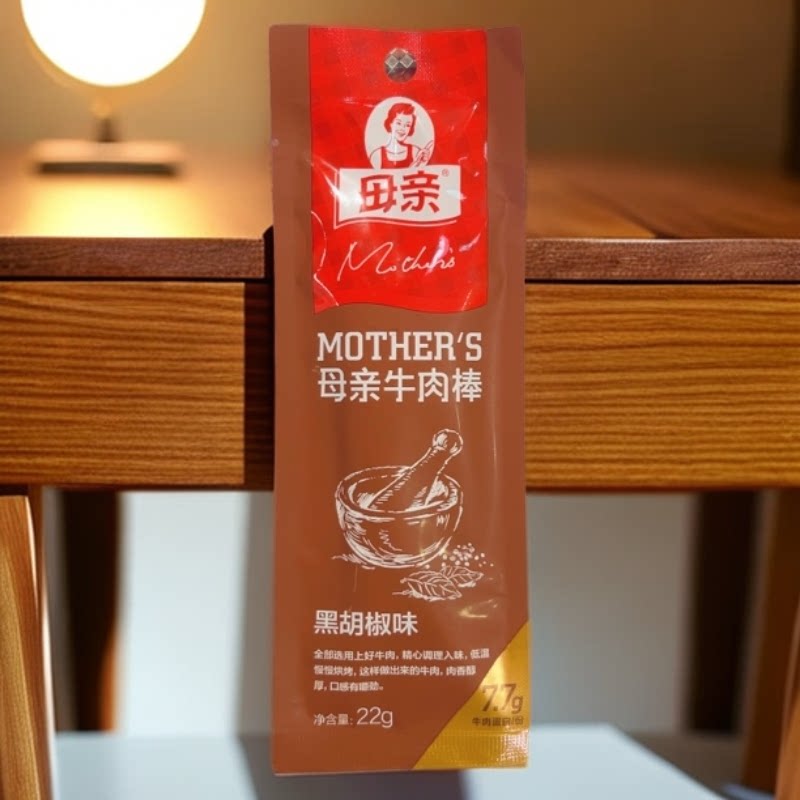 母亲®
Mother's
MOTHER'S
母亲牛肉棒
黑胡椒味
全部选用上好牛肉，精心调理入味，低温
慢慢烘烤，这样做出来的牛肉，肉香醇
厚，口感有嚼劲。
净含量：22g
7.7g
牛肉蛋白/份